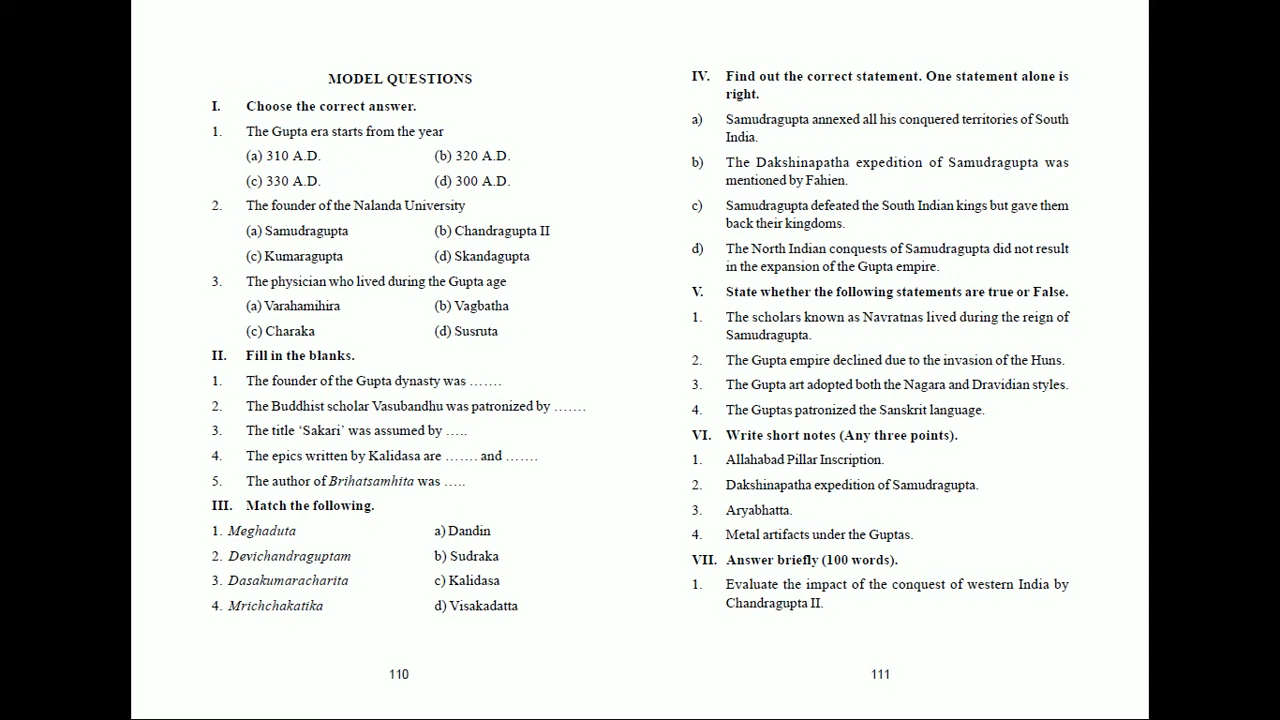 MODEL QUESTIONS
I. Choose the correct answer.
1. The Gupta era starts from the year
(a) 310 A.D. (b) 320 A.D.
(c) 330 A.D. (d) 300 A.D.
2. The founder of the Nalanda University
(a) Samudragupta (b) Chandragupta II
(c) Kumaragupta (d) Skandagupta
3. The physician who lived during the Gupta age
(a) Varahamihira (b) Vagbatha
(c) Charaka (d) Susruta
II. Fill in the blanks.
1. The founder of the Gupta dynasty was …….
2. The Buddhist scholar Vasubandhu was patronized by …….
3. The title ‘Sakari’ was assumed by …..
4. The epics written by Kalidasa are ……. and …….
5. The author of Brihatsamhita was …..
III. Match the following.
1. Meghaduta a) Dandin
2. Devichandraguptam b) Sudraka
3. Dasakumaracharita c) Kalidasa
4. Mrichchakatika d) Visakadatta
110
IV. Find out the correct statement. One statement alone is
right.
a) Samudragupta annexed all his conquered territories of South
India.
b) The Dakshinapatha expedition of Samudragupta was
mentioned by Fahien.
c) Samudragupta defeated the South Indian kings but gave them
back their kingdoms.
d) The North Indian conquests of Samudragupta did not result
in the expansion of the Gupta empire.
V. State whether the following statements are true or False.
1. The scholars known as Navratnas lived during the reign of
Samudragupta.
2. The Gupta empire declined due to the invasion of the Huns.
3. The Gupta art adopted both the Nagara and Dravidian styles.
4. The Guptas patronized the Sanskrit language.
VI. Write short notes (Any three points).
1. Allahabad Pillar Inscription.
2. Dakshinapatha expedition of Samudragupta.
3. Aryabhatta.
4. Metal artifacts under the Guptas.
VII. Answer briefly (100 words).
1. Evaluate the impact of the conquest of western India by
Chandragupta II.
111